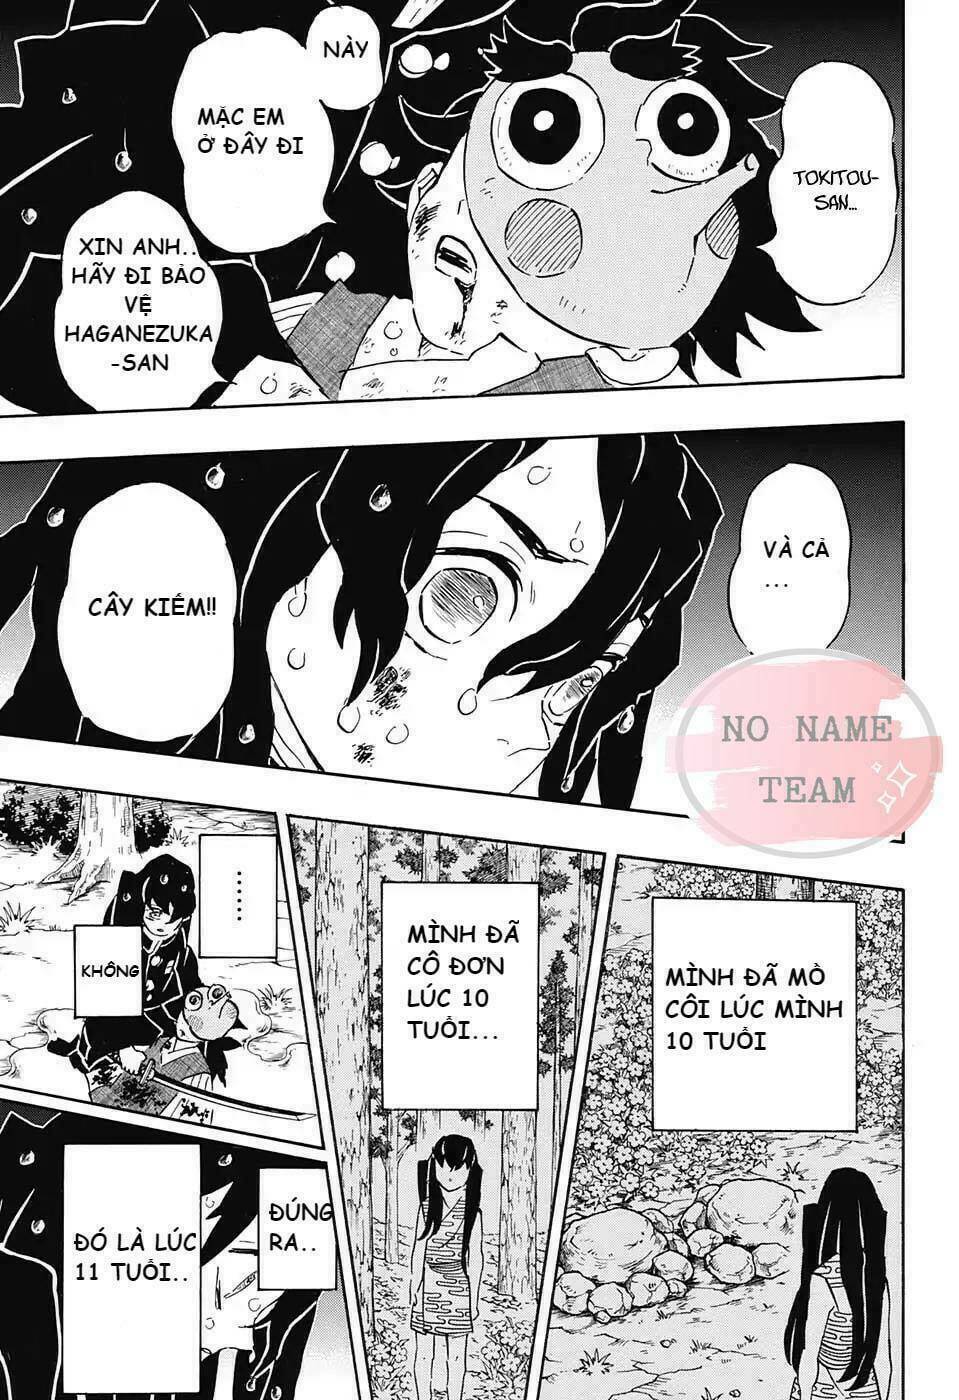 TOKITOU-
SAN...
NÀY
MẶC EM
Ở ĐÂY ĐI
XIN ANH..
HÃY ĐI BẢO
VỆ
HAGANEZUKA
-SAN
VÀ CẢ
...
CÂY KIẾM!!
NO NAME
TEAM
MÌNH ĐÃ MỒ
CÔI LÚC MÌNH
10 TUỔI
MÌNH ĐÃ
CÔ ĐƠN
LÚC 10
TUỔI...
......
KHÔNG
ĐÚNG
RA..
ĐÓ LÀ LÚC
11 TUỔI..